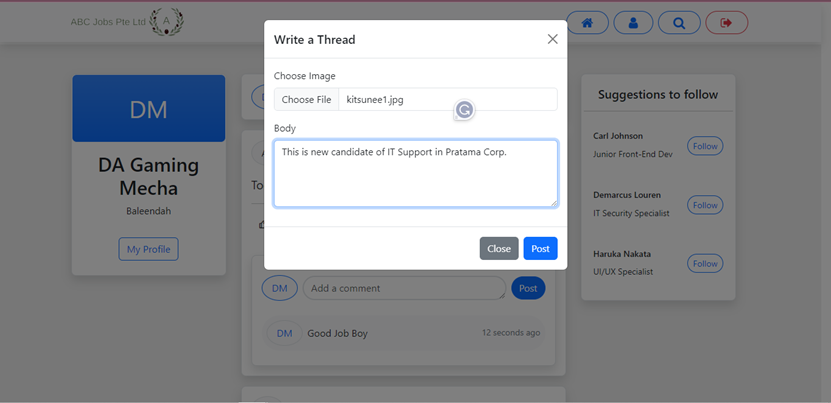 ABC Jobs Pte Ltd
A
Write a Thread
Choose Image
Choose File kitsunee1.jpg
Body
This is new candidate of IT Support in Pratama Corp.
Close Post
DM
DA Gaming
Mecha
Baleendah
My Profile
To
DM Add a comment Post
DM Good Job Boy 12 seconds ago
Suggestions to follow
Carl Johnson
Junior Front-End Dev
Follow
Demarcus Louren
IT Security Specialist
Follow
Haruka Nakata
UI/UX Specialist
Follow